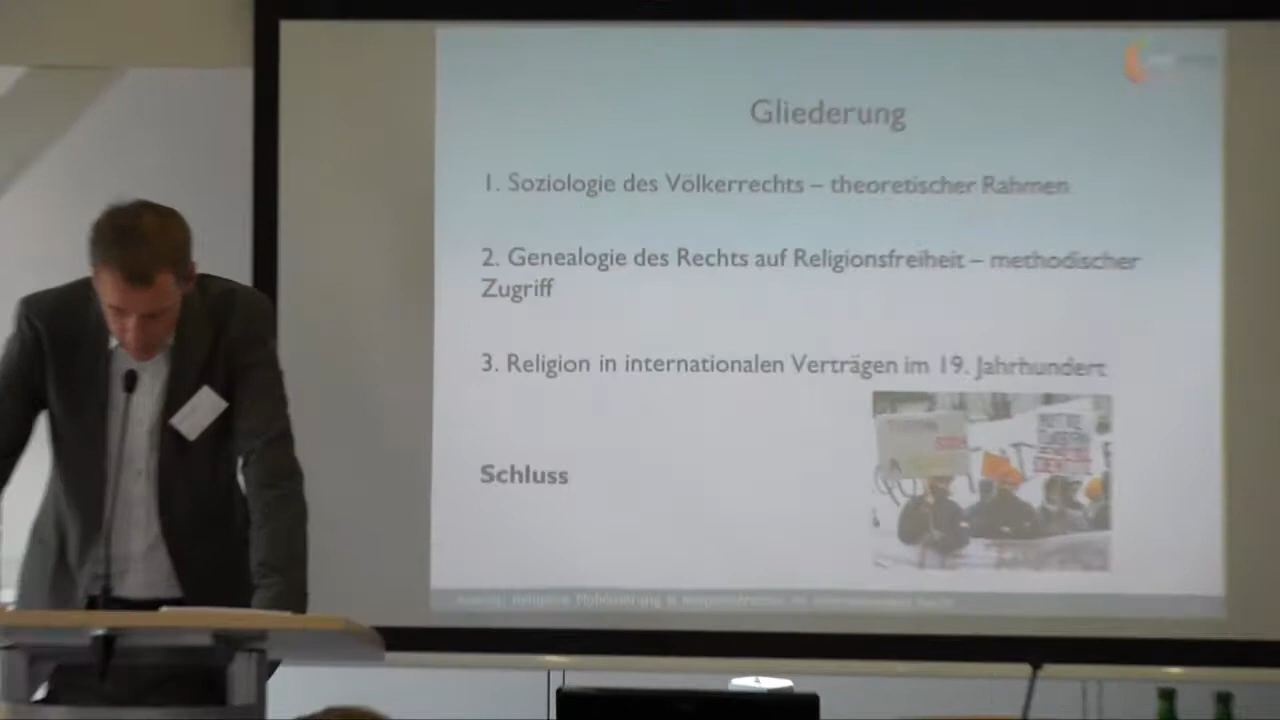 Gliederung
1. Soziologie des Völkerrechts – theoretischer Rahmen
2. Genealogie des Rechts auf Religionsfreiheit – methodischer
Zugriff
3. Religion in internationalen Verträgen im 19. Jahrhundert
Schluss